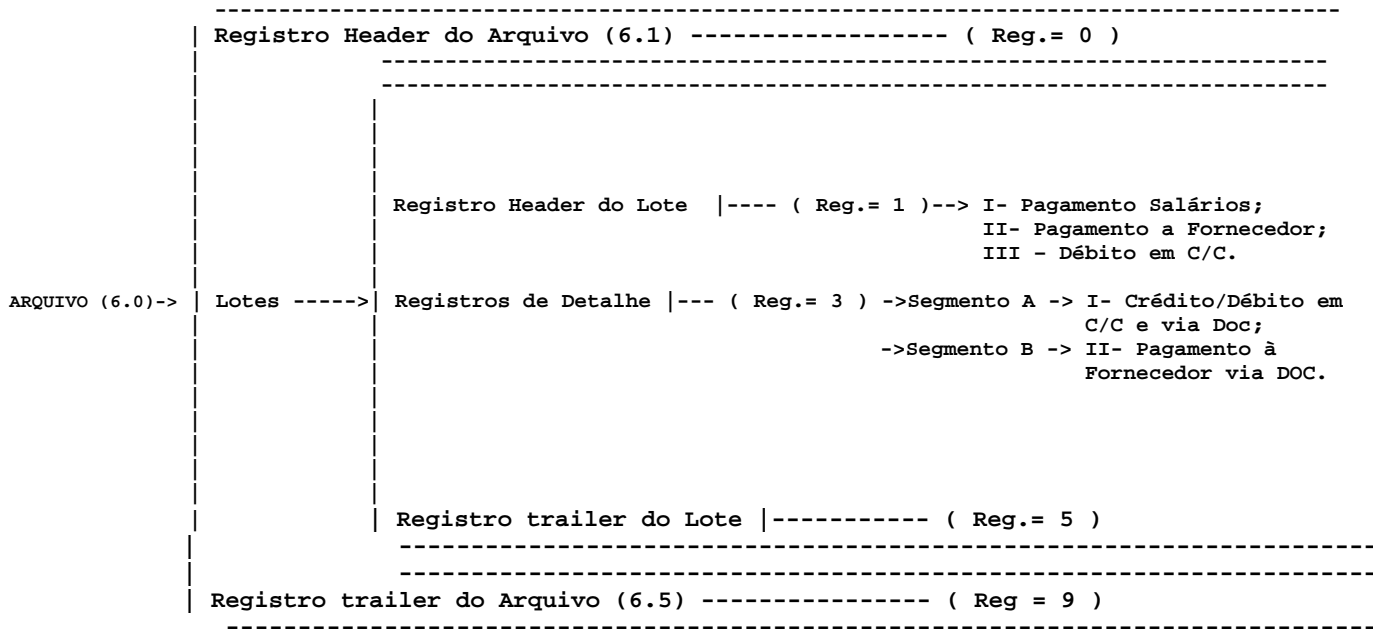 Registro Header do Arquivo (6.1) ------------------ ( Reg.= 0 )
Registro Header do Lote |---- ( Reg.= 1 )--> I- Pagamento Salários;
II- Pagamento a Fornecedor;
III – Débito em C/C.
ARQUIVO (6.0)-> | Lotes ----->| Registros de Detalhe |--- ( Reg.= 3 ) ->Segmento A -> I- Crédito/Débito em
C/C e via Doc;
->Segmento B -> II- Pagamento à
Fornecedor via DOC.
| Registro trailer do Lote |----------- ( Reg.= 5 )
| Registro trailer do Arquivo (6.5) ---------------- ( Reg = 9 )